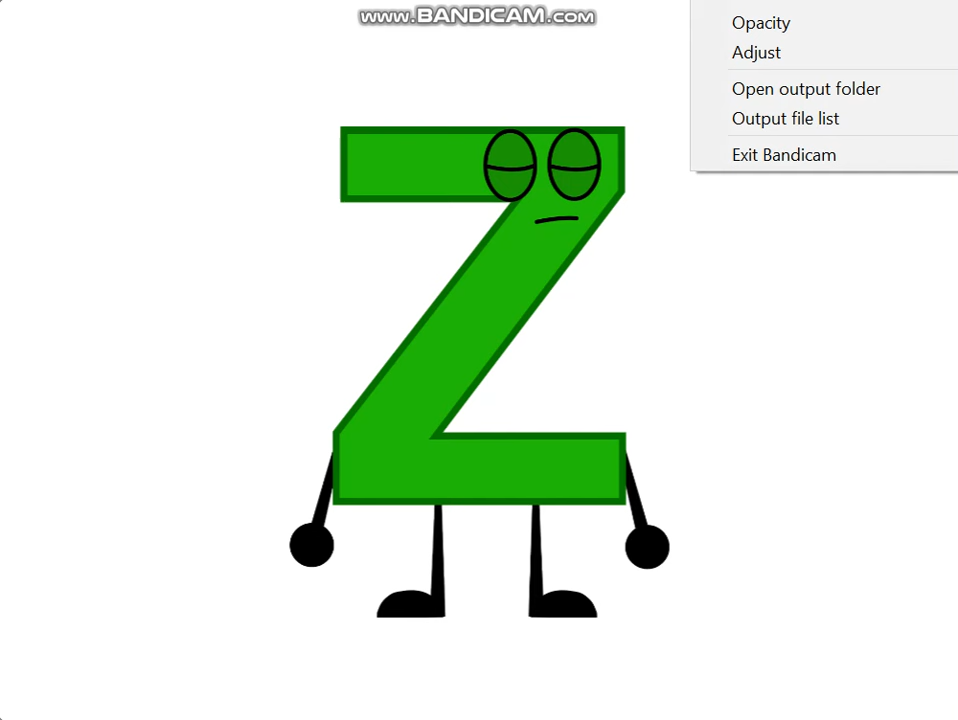 www.BANDICAM.com
Opacity
Adjust
Open output folder
Output file list
Exit Bandicam
Z